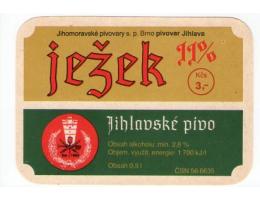 Jihomoravské pivovary s. p. Brno pivovar Jihlava
ježek 11%
Kčs
3,-
Jihlavské pivo
Obsah alkoholu: min. 2,8 %
Objem. využit. energie: 1 790 kJ/l
Obsah 0,5 l
ČSN 56 6635